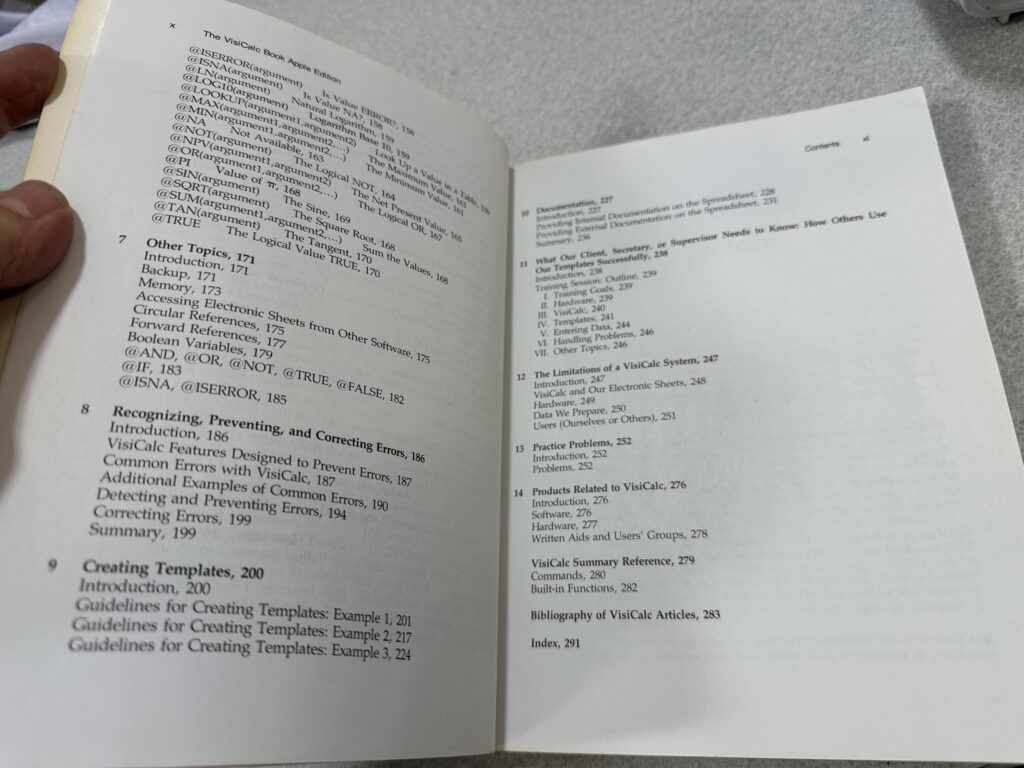 x
The VisiCalc Book Apple Edition
@ISERROR(argument) Is Value ERROR?, 158
@ISNA(argument) Is Value NA?, 158
@LN(argument) Natural Logarithm, 159
@LOG10(argument) Logarithm Base 10, 159
@LOOKUP(argument1,argument2) Look Up a Value in a Table, 159
@MAX(argument1,argument2,...) The Maximum Value, 161
@MIN(argument1,argument2,...) The Minimum Value, 161
@NA Not Available, 163
@NOT(argument) The Logical NOT, 164
@NPV(argument1,argument2) The Net Present Value, 165
@OR(argument1,argument2,...) The Logical OR, 167
@PI Value of π, 168
@SIN(argument) The Sine, 169
@SQRT(argument) The Square Root, 168
@SUM(argument1,argument2,...) Sum the Values, 168
@TAN(argument) The Tangent, 170
@TRUE The Logical Value TRUE, 170
7 Other Topics, 171
Introduction, 171
Backup, 171
Memory, 173
Accessing Electronic Sheets from Other Software, 175
Circular References, 175
Forward References, 177
Boolean Variables, 179
@AND, @OR, @NOT, @TRUE, @FALSE, 182
@IF, 183
@ISNA, @ISERROR, 185
8 Recognizing, Preventing, and Correcting Errors, 186
Introduction, 186
VisiCalc Features Designed to Prevent Errors, 187
Common Errors with VisiCalc, 187
Additional Examples of Common Errors, 190
Detecting and Preventing Errors, 194
Correcting Errors, 199
Summary, 199
9 Creating Templates, 200
Introduction, 200
Guidelines for Creating Templates: Example 1, 201
Guidelines for Creating Templates: Example 2, 217
Guidelines for Creating Templates: Example 3, 224
Contents xi
10 Documentation, 227
Introduction, 227
Providing Internal Documentation on the Spreadsheet, 228
Providing External Documentation on the Spreadsheet, 231
Summary, 236
11 What Our Client, Secretary, or Supervisor Needs to Know: How Others Use
Our Templates Successfully, 238
Introduction, 238
Training Session: Outline, 239
I. Training Goals, 239
II. Hardware, 239
III. VisiCalc, 240
IV. Templates, 241
V. Entering Data, 244
VI. Handling Problems, 246
VII. Other Topics, 246
12 The Limitations of a VisiCalc System, 247
Introduction, 247
VisiCalc and Our Electronic Sheets, 248
Hardware, 249
Data We Prepare, 250
Users (Ourselves or Others), 251
13 Practice Problems, 252
Introduction, 252
Problems, 252
14 Products Related to VisiCalc, 276
Introduction, 276
Software, 276
Hardware, 277
Written Aids and Users' Groups, 278
VisiCalc Summary Reference, 279
Commands, 280
Built-in Functions, 282
Bibliography of VisiCalc Articles, 283
Index, 291